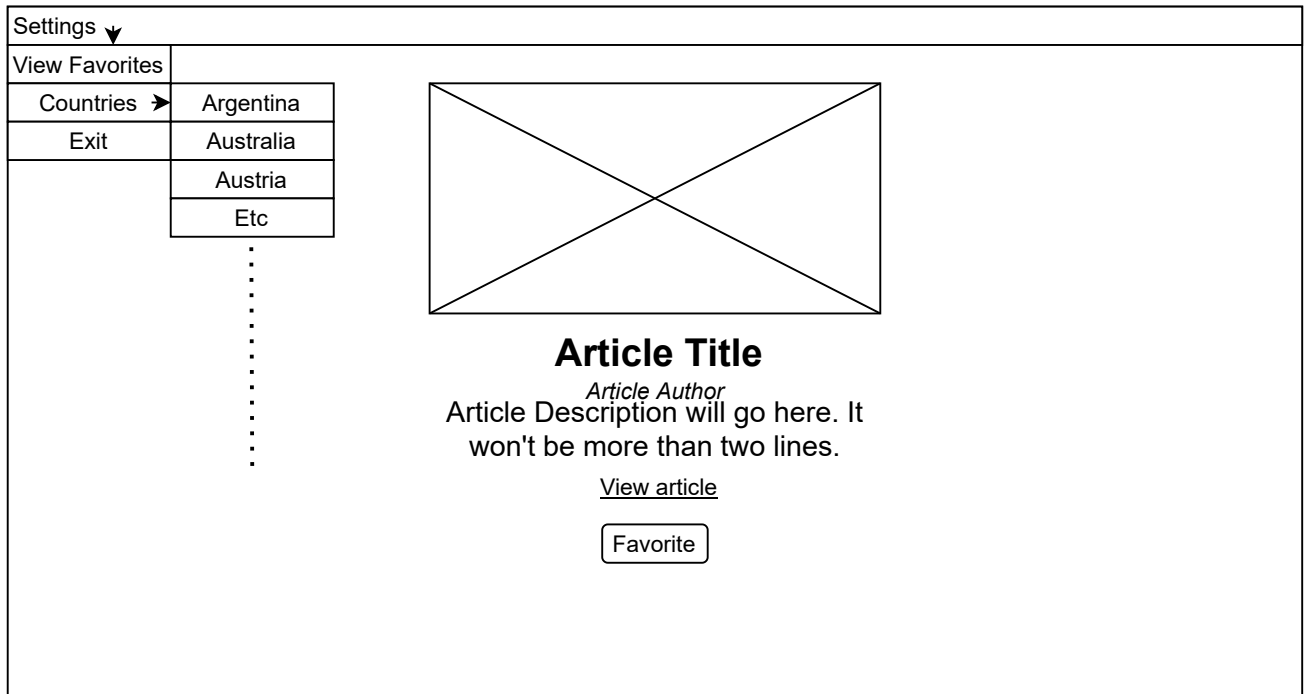 Settings
View Favorites
Countries
Exit
Argentina
Australia
Austria
Etc
Article Title
Article Author
Article Description will go here. It
won't be more than two lines.
View article
Favorite